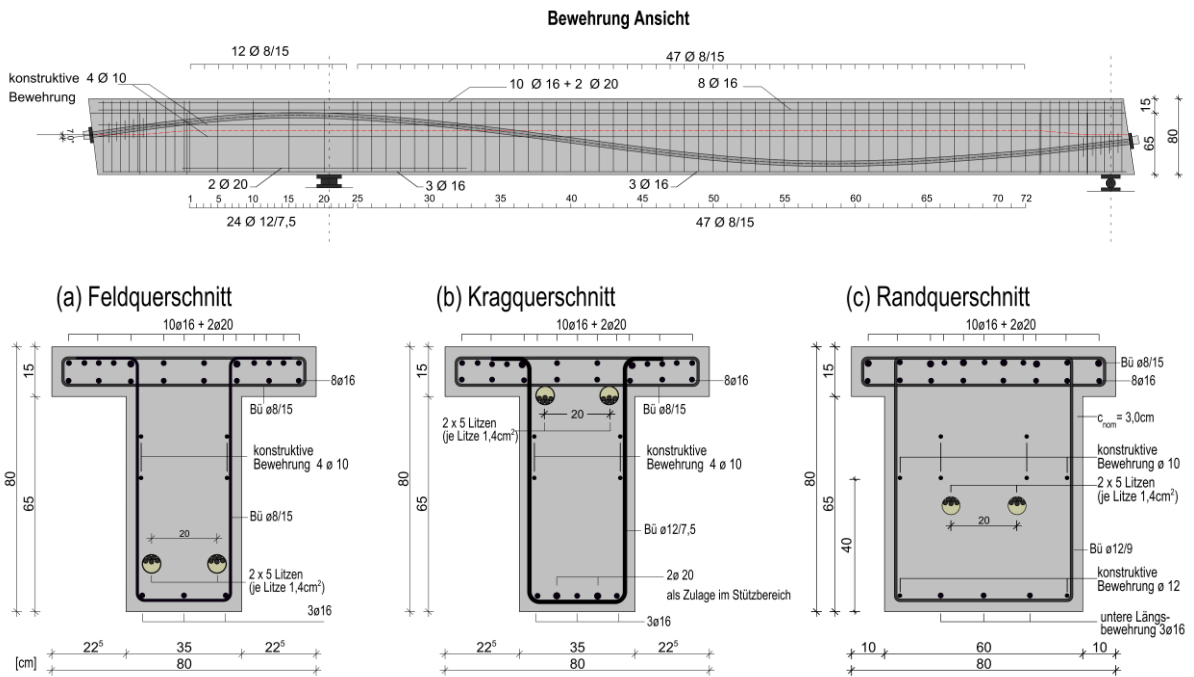 Bewehrung Ansicht
12 Ø 8/15
47 Ø 8/15
konstruktive 4 Ø 10
Bewehrung
10 Ø 16 + 2 Ø 20
8 Ø 16
7,0°
15
65
80
2 Ø 20
3 Ø 16
3 Ø 16
1 5 10 15 20 25 30 35 40 45 50 55 60 65 70 72
24 Ø 12/7,5
47 Ø 8/15
(a) Feldquerschnitt
10ø16 + 2ø20
15
8ø16
Bü ø8/15
konstruktive
Bewehrung 4 ø 10
80
65
Bü ø8/15
20
2 x 5 Litzen
(je Litze 1,4cm²)
3ø16
22⁵ 35 22⁵
[cm]
80
(b) Kragquerschnitt
10ø16 + 2ø20
15
8ø16
20
Bü ø8/15
2 x 5 Litzen
(je Litze 1,4cm²)
konstruktive
Bewehrung 4 ø 10
80
65
Bü ø12/7,5
2ø 20
als Zulage im Stützbereich
3ø16
22⁵ 35 22⁵
80
(c) Randquerschnitt
10ø16 + 2ø20
15
Bü ø8/15
8ø16
c nom = 3,0cm
konstruktive
Bewehrung ø 10
2 x 5 Litzen
(je Litze 1,4cm²)
80
65
20
40
Bü ø12/9
konstruktive
Bewehrung ø 12
untere Längs-
bewehrung 3ø16
10 60 10
80